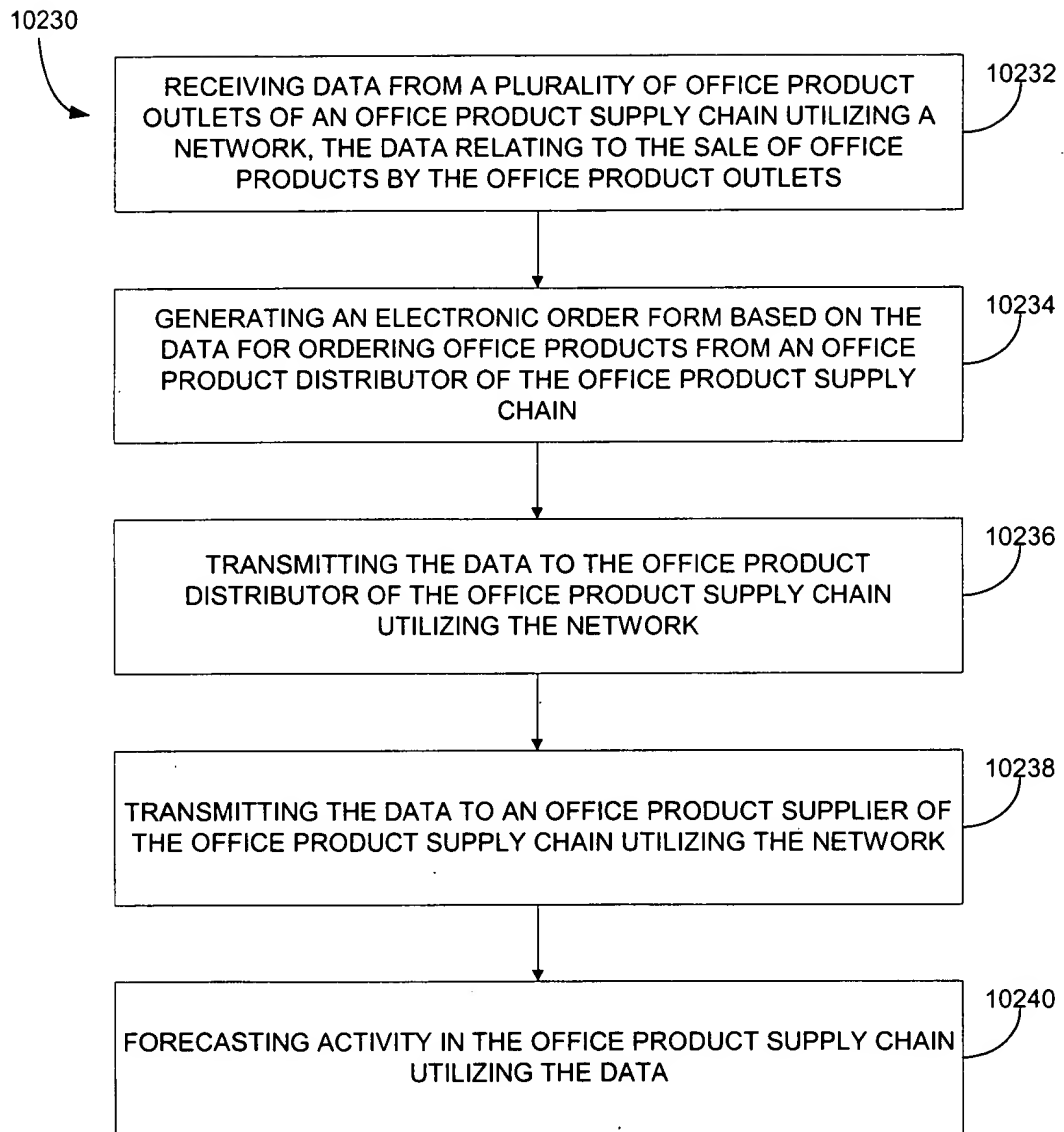 10230
RECEIVING DATA FROM A PLURALITY OF OFFICE PRODUCT
OUTLETS OF AN OFFICE PRODUCT SUPPLY CHAIN UTILIZING A
NETWORK, THE DATA RELATING TO THE SALE OF OFFICE
PRODUCTS BY THE OFFICE PRODUCT OUTLETS
10232
GENERATING AN ELECTRONIC ORDER FORM BASED ON THE
DATA FOR ORDERING OFFICE PRODUCTS FROM AN OFFICE
PRODUCT DISTRIBUTOR OF THE OFFICE PRODUCT SUPPLY
CHAIN
10234
TRANSMITTING THE DATA TO THE OFFICE PRODUCT
DISTRIBUTOR OF THE OFFICE PRODUCT SUPPLY CHAIN
UTILIZING THE NETWORK
10236
TRANSMITTING THE DATA TO AN OFFICE PRODUCT SUPPLIER OF
THE OFFICE PRODUCT SUPPLY CHAIN UTILIZING THE NETWORK
10238
FORECASTING ACTIVITY IN THE OFFICE PRODUCT SUPPLY CHAIN
UTILIZING THE DATA
10240